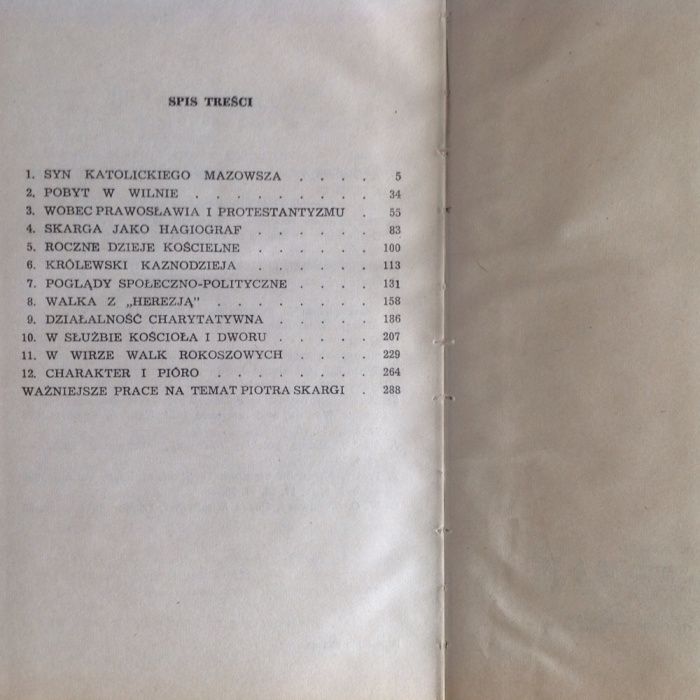 SPIS TREŚCI
1. SYN KATOLICKIEGO MAZOWSZA . . . . 5
2. POBYT W WILNIE . . . . . . . . . 34
3. WOBEC PRAWOSŁAWIA I PROTESTANTYZMU . 55
4. SKARGA JAKO HAGIOGRAF . . . . . . 83
5. ROCZNE DZIEJE KOŚCIELNE . . . . . . 100
6. KRÓLEWSKI KAZNODZIEJA . . . . . . 113
7. POGLĄDY SPOŁECZNO-POLITYCZNE . . . . 131
8. WALKA Z „HEREZJĄ” . . . . . . . . 158
9. DZIAŁALNOŚĆ CHARYTATYWNA . . . . . 186
10. W SŁUŻBIE KOŚCIOŁA I DWORU . . . . . 207
11. W WIRZE WALK ROKOSZOWYCH . . . . 229
12. CHARAKTER I PIÓRO . . . . . . . . 264
WAŻNIEJSZE PRACE NA TEMAT PIOTRA SKARGI . 288